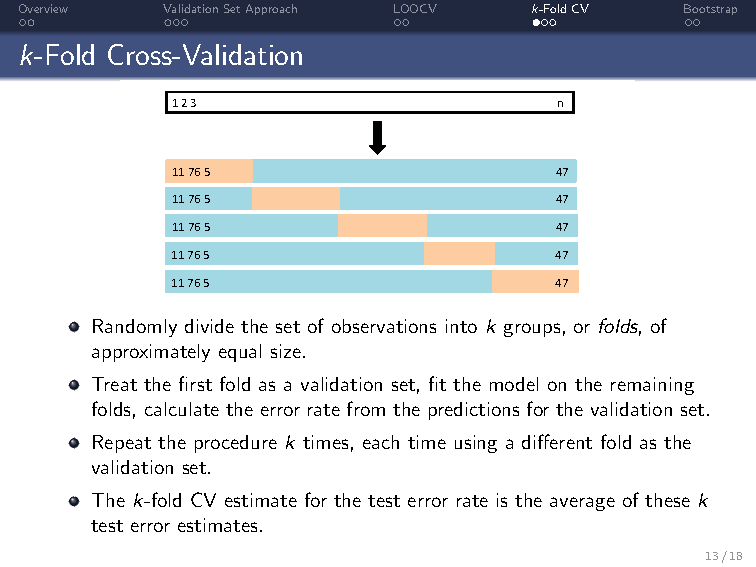 Overview Validation Set Approach LOOCV k-Fold CV Bootstrap
k-Fold Cross-Validation
1 2 3 n
11 76 5 47
11 76 5 47
11 76 5 47
11 76 5 47
11 76 5 47
Randomly divide the set of observations into k groups, or folds, of
approximately equal size.
Treat the first fold as a validation set, fit the model on the remaining
folds, calculate the error rate from the predictions for the validation set.
Repeat the procedure k times, each time using a different fold as the
validation set.
The k-fold CV estimate for the test error rate is the average of these k
test error estimates.
13 / 18